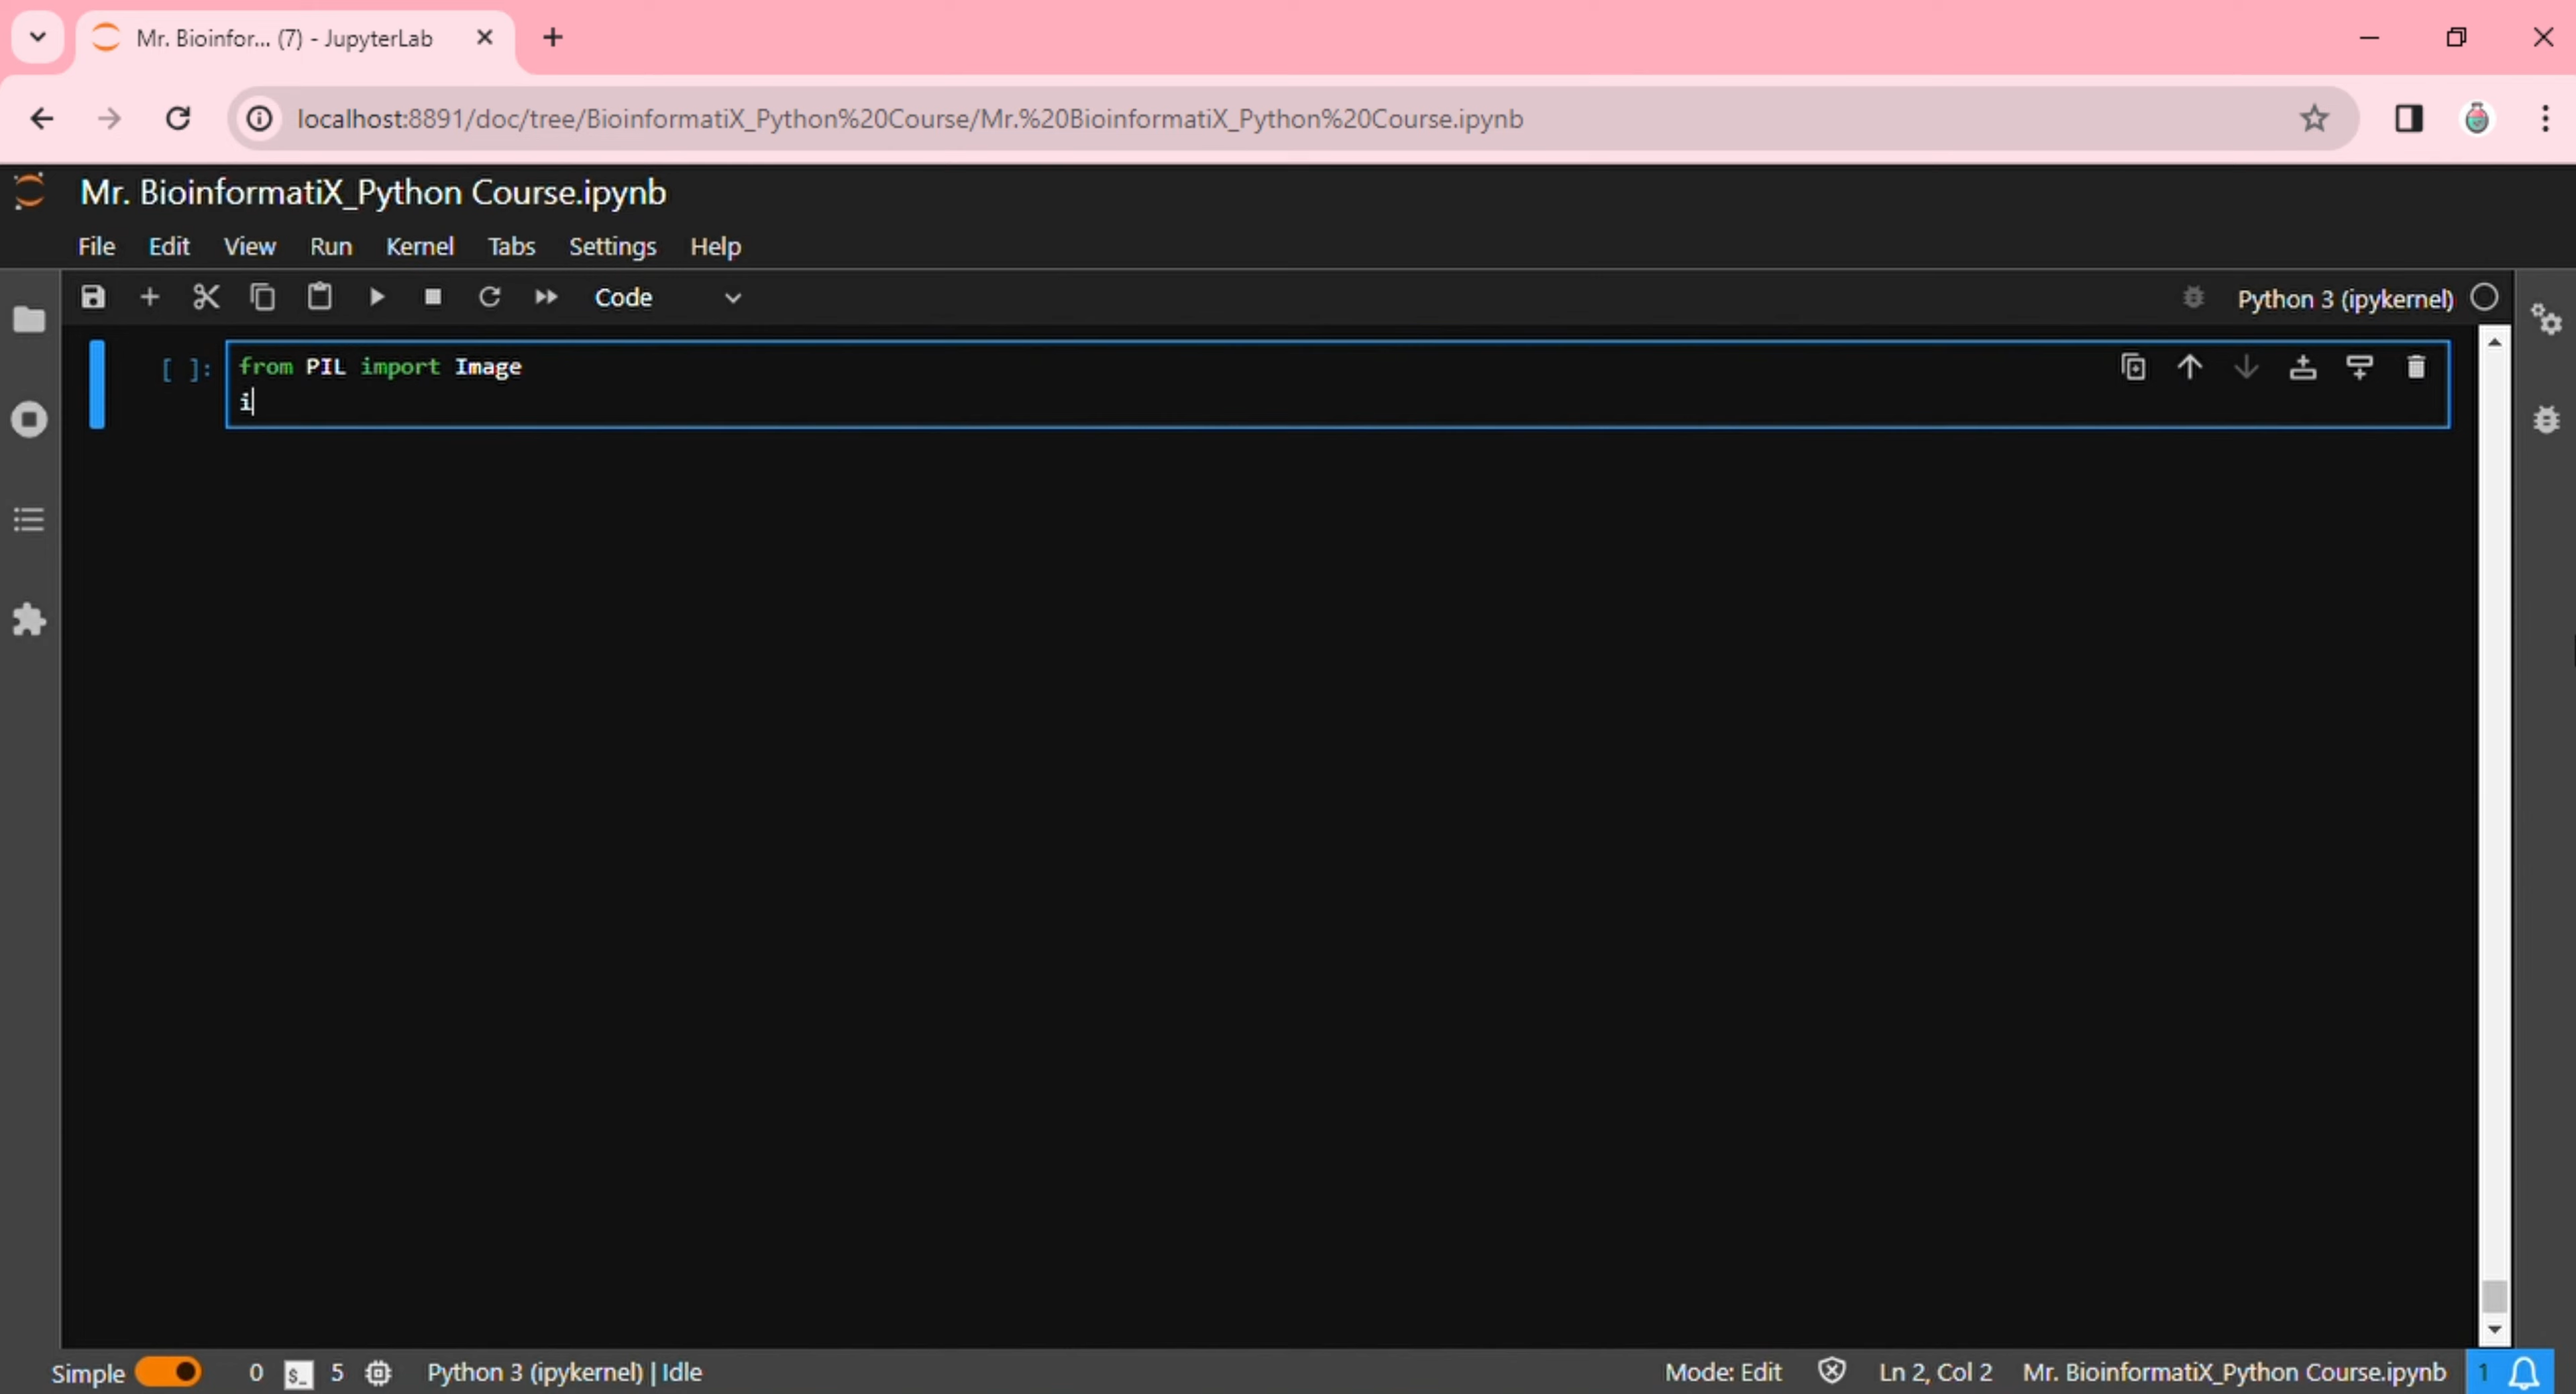 Mr. Bioinfor... (7) - JupyterLab
localhost:8891/doc/tree/BioinformatiX_Python%20Course/Mr.%20BioinformatiX_Python%20Course.ipynb
Mr. BioinformatiX_Python Course.ipynb
File Edit View Run Kernel Tabs Settings Help
Code Python 3 (ipykernel)
[ ]: from PIL import Image
i
Simple 0 $_ 5 Python 3 (ipykernel) | Idle Mode: Edit Ln 2, Col 2 Mr. BioinformatiX_Python Course.ipynb 1